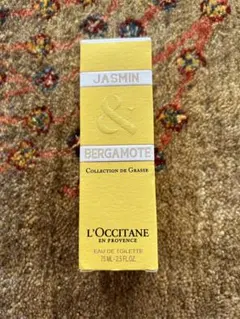 JASMIN
&
BERGAMOTE
COLLECTION DE GRASSE
L'OCCITANE
EN PROVENCE
EAU DE TOILETTE
75 ML - 2.5 FL.OZ.